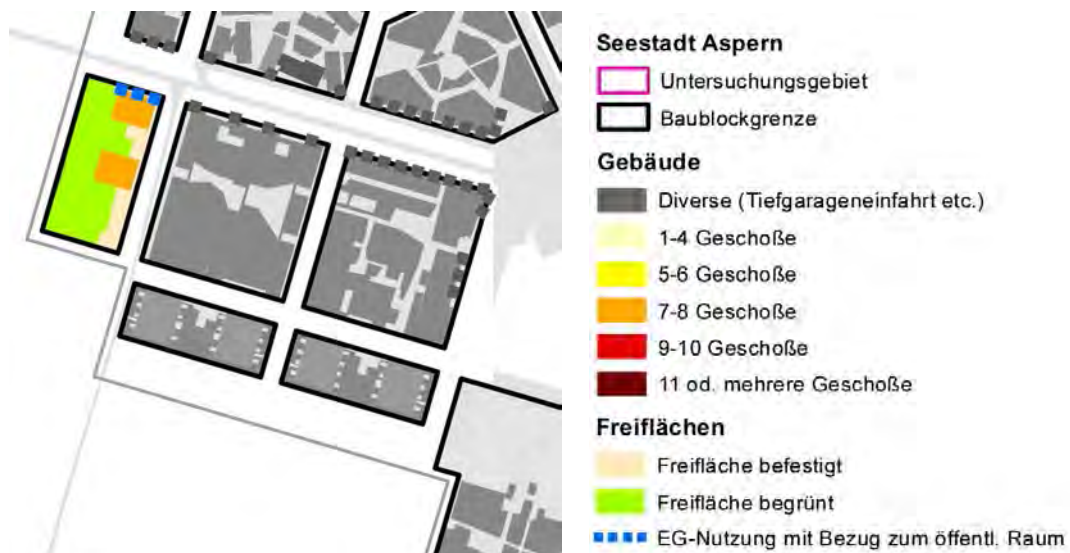 Seestadt Aspern
Untersuchungsgebiet
Baublockgrenze
Gebäude
Diverse (Tiefgarageneinfahrt etc.)
1-4 Geschoße
5-6 Geschoße
7-8 Geschoße
9-10 Geschoße
11 od. mehrere Geschoße
Freiflächen
Freifläche befestigt
Freifläche begrünt
EG-Nutzung mit Bezug zum öffentl. Raum